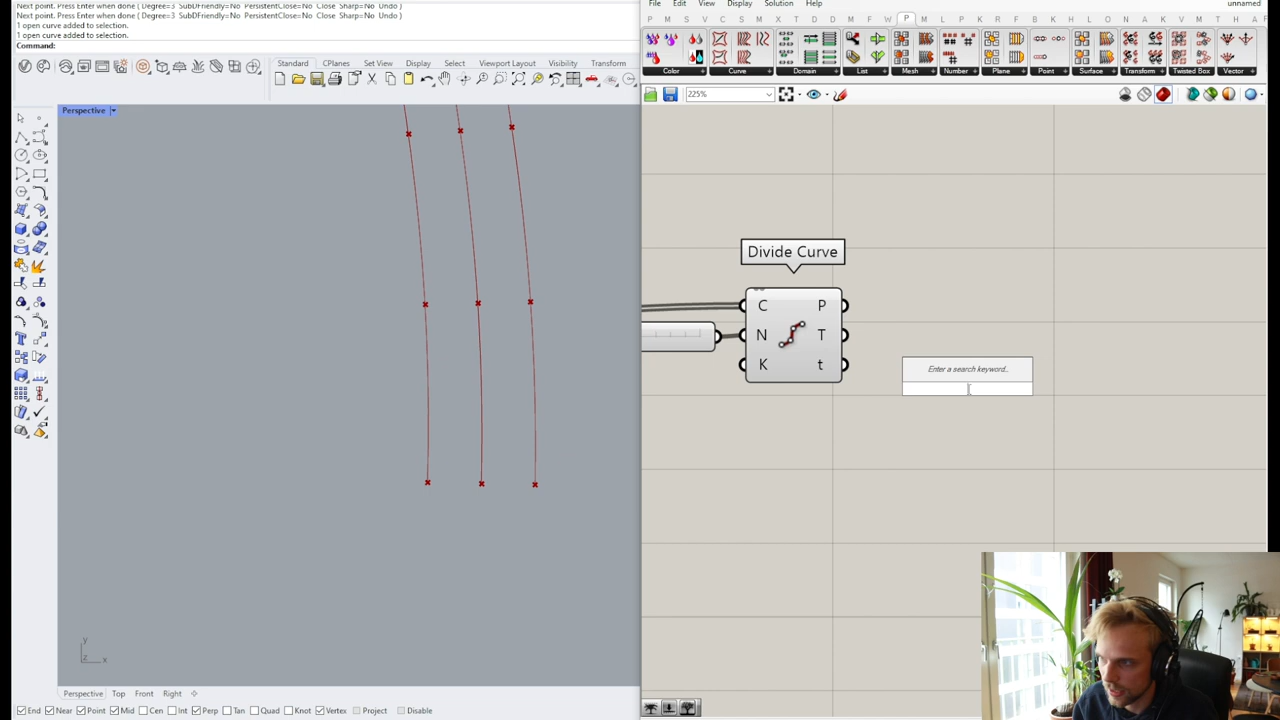 Next point. Press Enter when done ( Degree=3 SubDFriendly=No PersistentClose=No Close Sharp=No Undo )
Next point. Press Enter when done ( Degree=3 SubDFriendly=No PersistentClose=No Close Sharp=No Undo )
1 open curve added to selection.
1 open curve added to selection.
Command:
Standard CPlanes Set View Display Select Viewport Layout Visibility Transform
Perspective
y
z x
Perspective Top Front Right
End Near Point Mid Cen Int Perp Tan Quad Knot Vertex Project Disable
File Edit View Display Solution Help unnamed
P M S V C S M I T D A M F W P M L P M K C F L B D S E O N T C R S H A F
Color Curve Domain List Mesh Number Plane Point Surface Transform Twisted Box Vector
225%
Divide Curve
C P
N T
K t
Enter a search keyword...